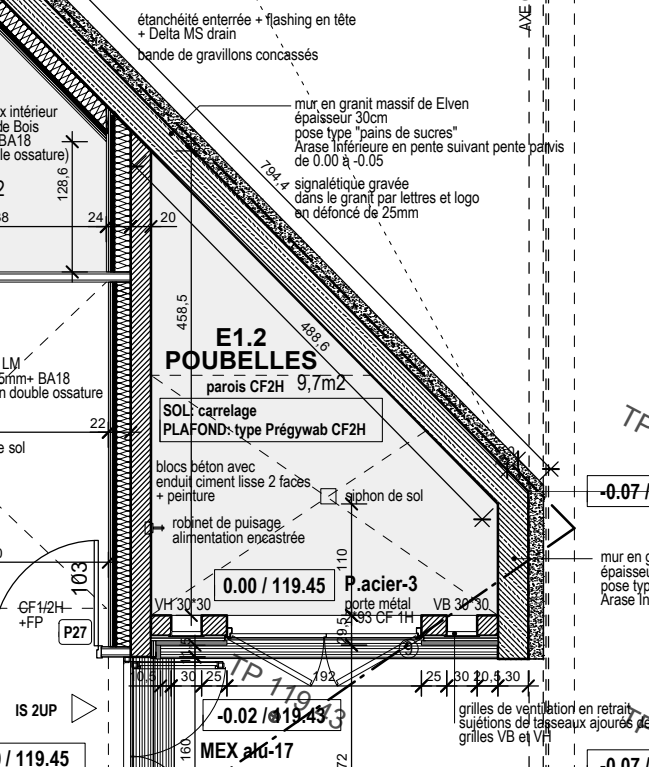 étanchéité enterrée + flashing en tête
+ Delta MS drain
bande de gravillons concassés
mur en granit massif de Elven
épaisseur 30cm
pose type "pains de sucres"
Arase Inférieure en pente suivant pente parvis
de 0.00 à -0.05
signalétique gravée
dans le granit par lettres et logo
en défoncé de 25mm
x intérieur
de Bois
BA18
le ossature)
128,6
24
20
794,4
458,5
488,6
E1.2
POUBELLES
parois CF2H 9,7m2
SOL: carrelage
PLAFOND: type Prégywab CF2H
LM
5mm+ BA18
n double ossature
22
e sol
blocs béton avec
enduit ciment lisse 2 faces
+ peinture
siphon de sol
robinet de puisage
alimentation encastrée
110
0.00 / 119.45
P.acier-3
porte métal
CF 1H
VH 30*30
VB 30*30
29,5
103
CF1/2H
+FP
P27
-0.07 /
mur en g
épaisseu
pose typ
Arase In
30
25
192
25
30
20,5
30
TP 119.43
-0.02 / 119.43
MEX alu-17
160
72
IS 2UP
/ 119.45
grilles de ventilation en retrait
sujétions de tasseaux ajourés de
grilles VB et VH
-0.07 /
TP
AXE